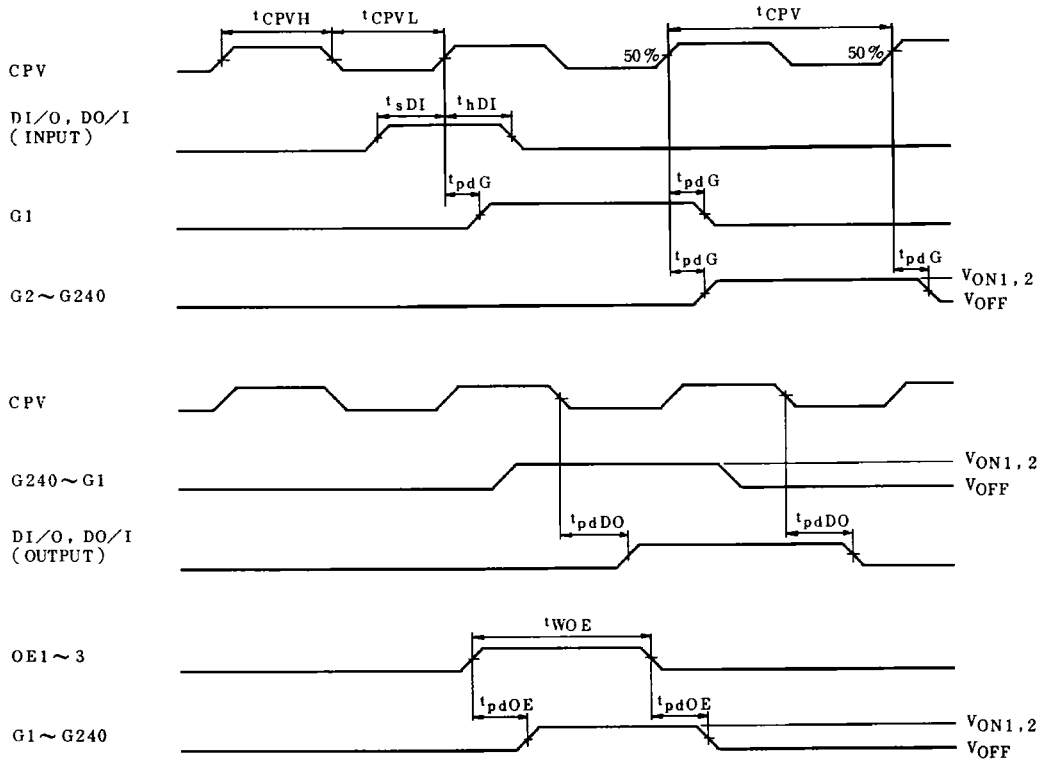 tCPVH
tCPVL
tCPV
CPV
50%
50%
DI/O, DO/I
(INPUT)
tsDI
thDI
tpdG
tpdG
G1
tpdG
tpdG
G2~G240
VON1,2
VOFF
CPV
G240~G1
VON1,2
VOFF
DI/O, DO/I
(OUTPUT)
tpdDO
tpdDO
tWOE
OE1~3
tpdOE
tpdOE
G1~G240
VON1,2
VOFF